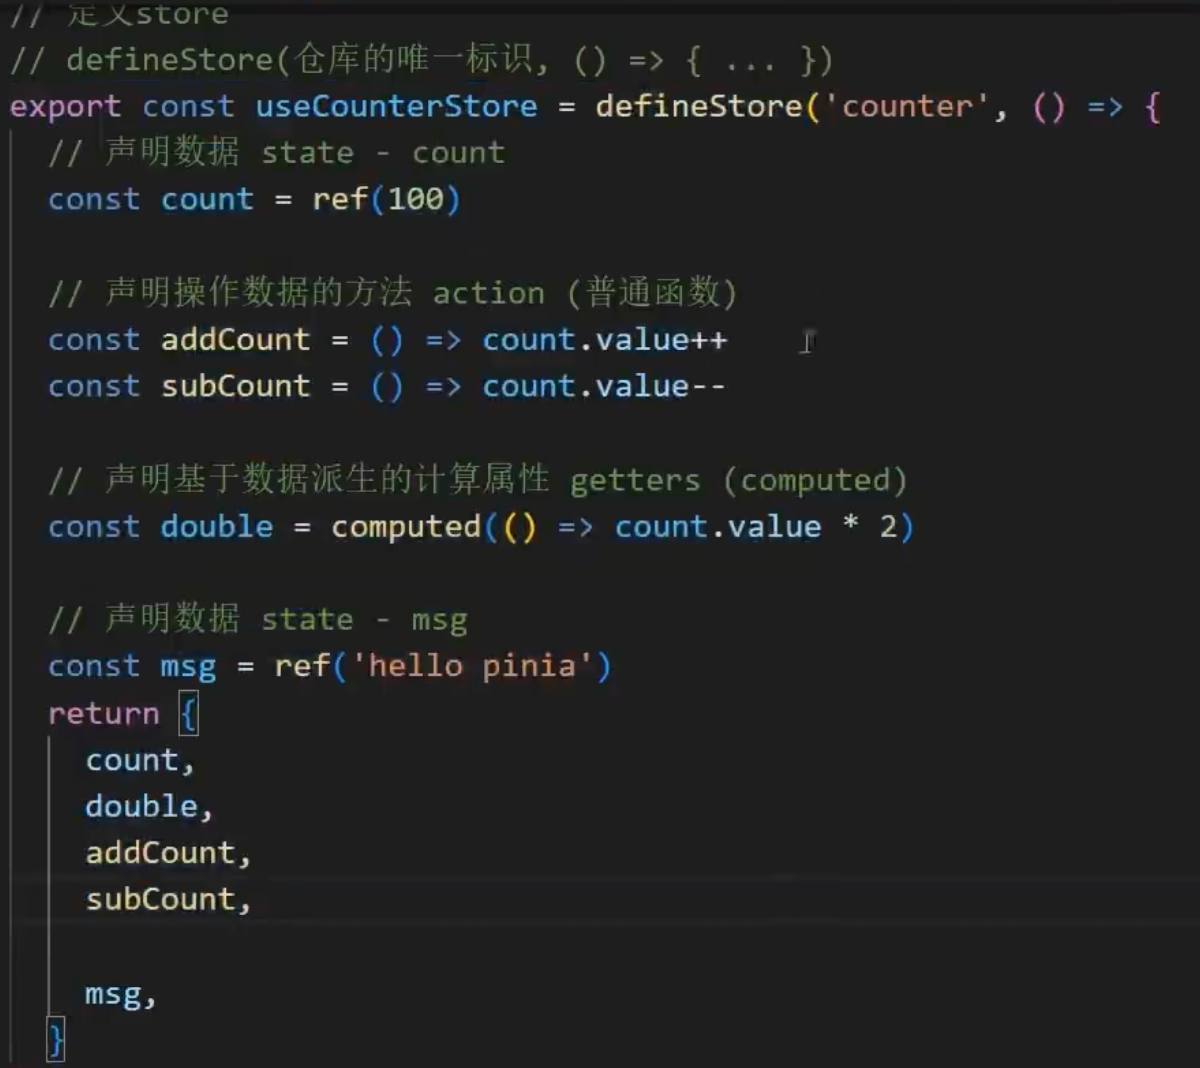 // 定义store
// defineStore(仓库的唯一标识, () => { ... })
export const useCounterStore = defineStore('counter', () => {
  // 声明数据 state - count
  const count = ref(100)

  // 声明操作数据的方法 action (普通函数)
  const addCount = () => count.value++
  const subCount = () => count.value--

  // 声明基于数据派生的计算属性 getters (computed)
  const double = computed(() => count.value * 2)

  // 声明数据 state - msg
  const msg = ref('hello pinia')
  return {
    count,
    double,
    addCount,
    subCount,

    msg,
  }